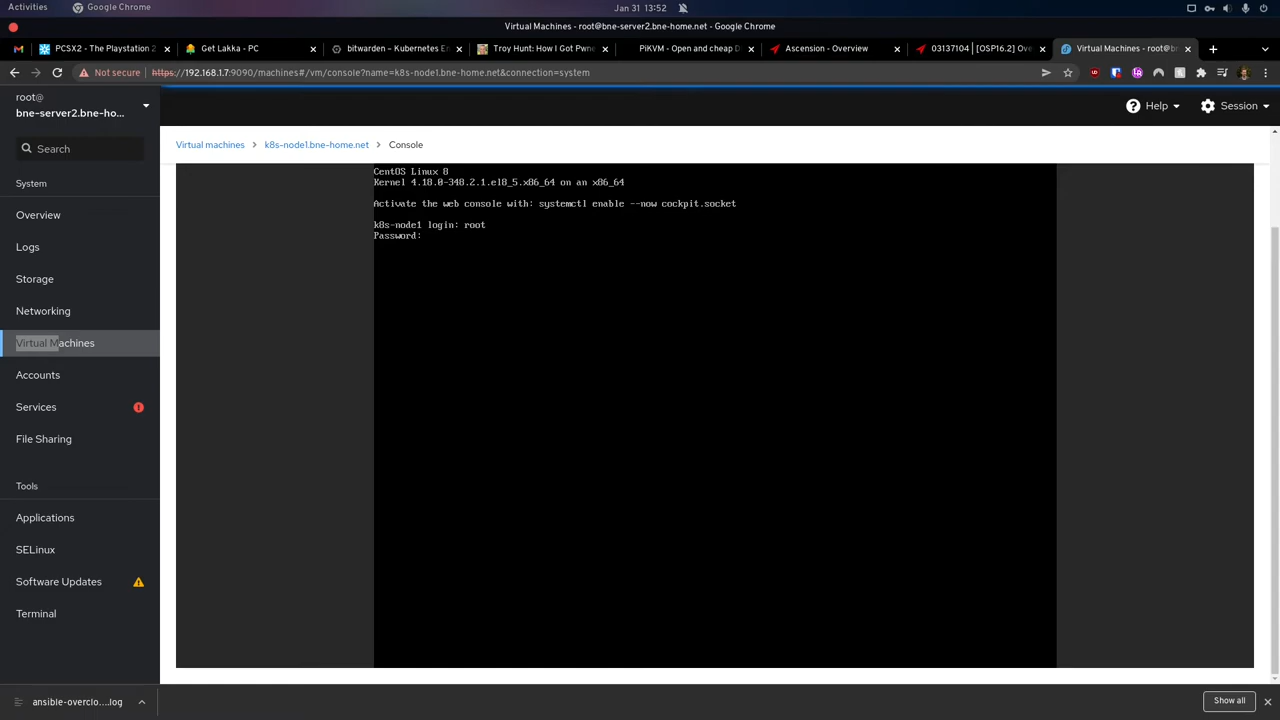 Activities
Google Chrome
Jan 31 13:52
Virtual Machines - root@bne-server2.bne-home.net - Google Chrome
PCSX2 - The Playstation 2
Get Lakka - PC
bitwarden – Kubernetes En
Troy Hunt: How I Got Pwne
PiKVM - Open and cheap D
Ascension - Overview
03137104 | [OSP16.2] Ove
Virtual Machines - root@b
Not secure
https://192.168.1.7:9090/machines#/vm/console?name=k8s-node1.bne-home.net&connection=system
root@
bne-server2.bne-ho...
Help
Session
Search
Virtual machines
k8s-node1.bne-home.net
Console
System
Overview
Logs
Storage
Networking
Virtual Machines
Accounts
Services
File Sharing
Tools
Applications
SELinux
Software Updates
Terminal
CentOS Linux 8
Kernel 4.18.0-348.2.1.el8_5.x86_64 on an x86_64
Activate the web console with: systemctl enable --now cockpit.socket
k8s-node1 login: root
Password:
ansible-overclo....log
Show all